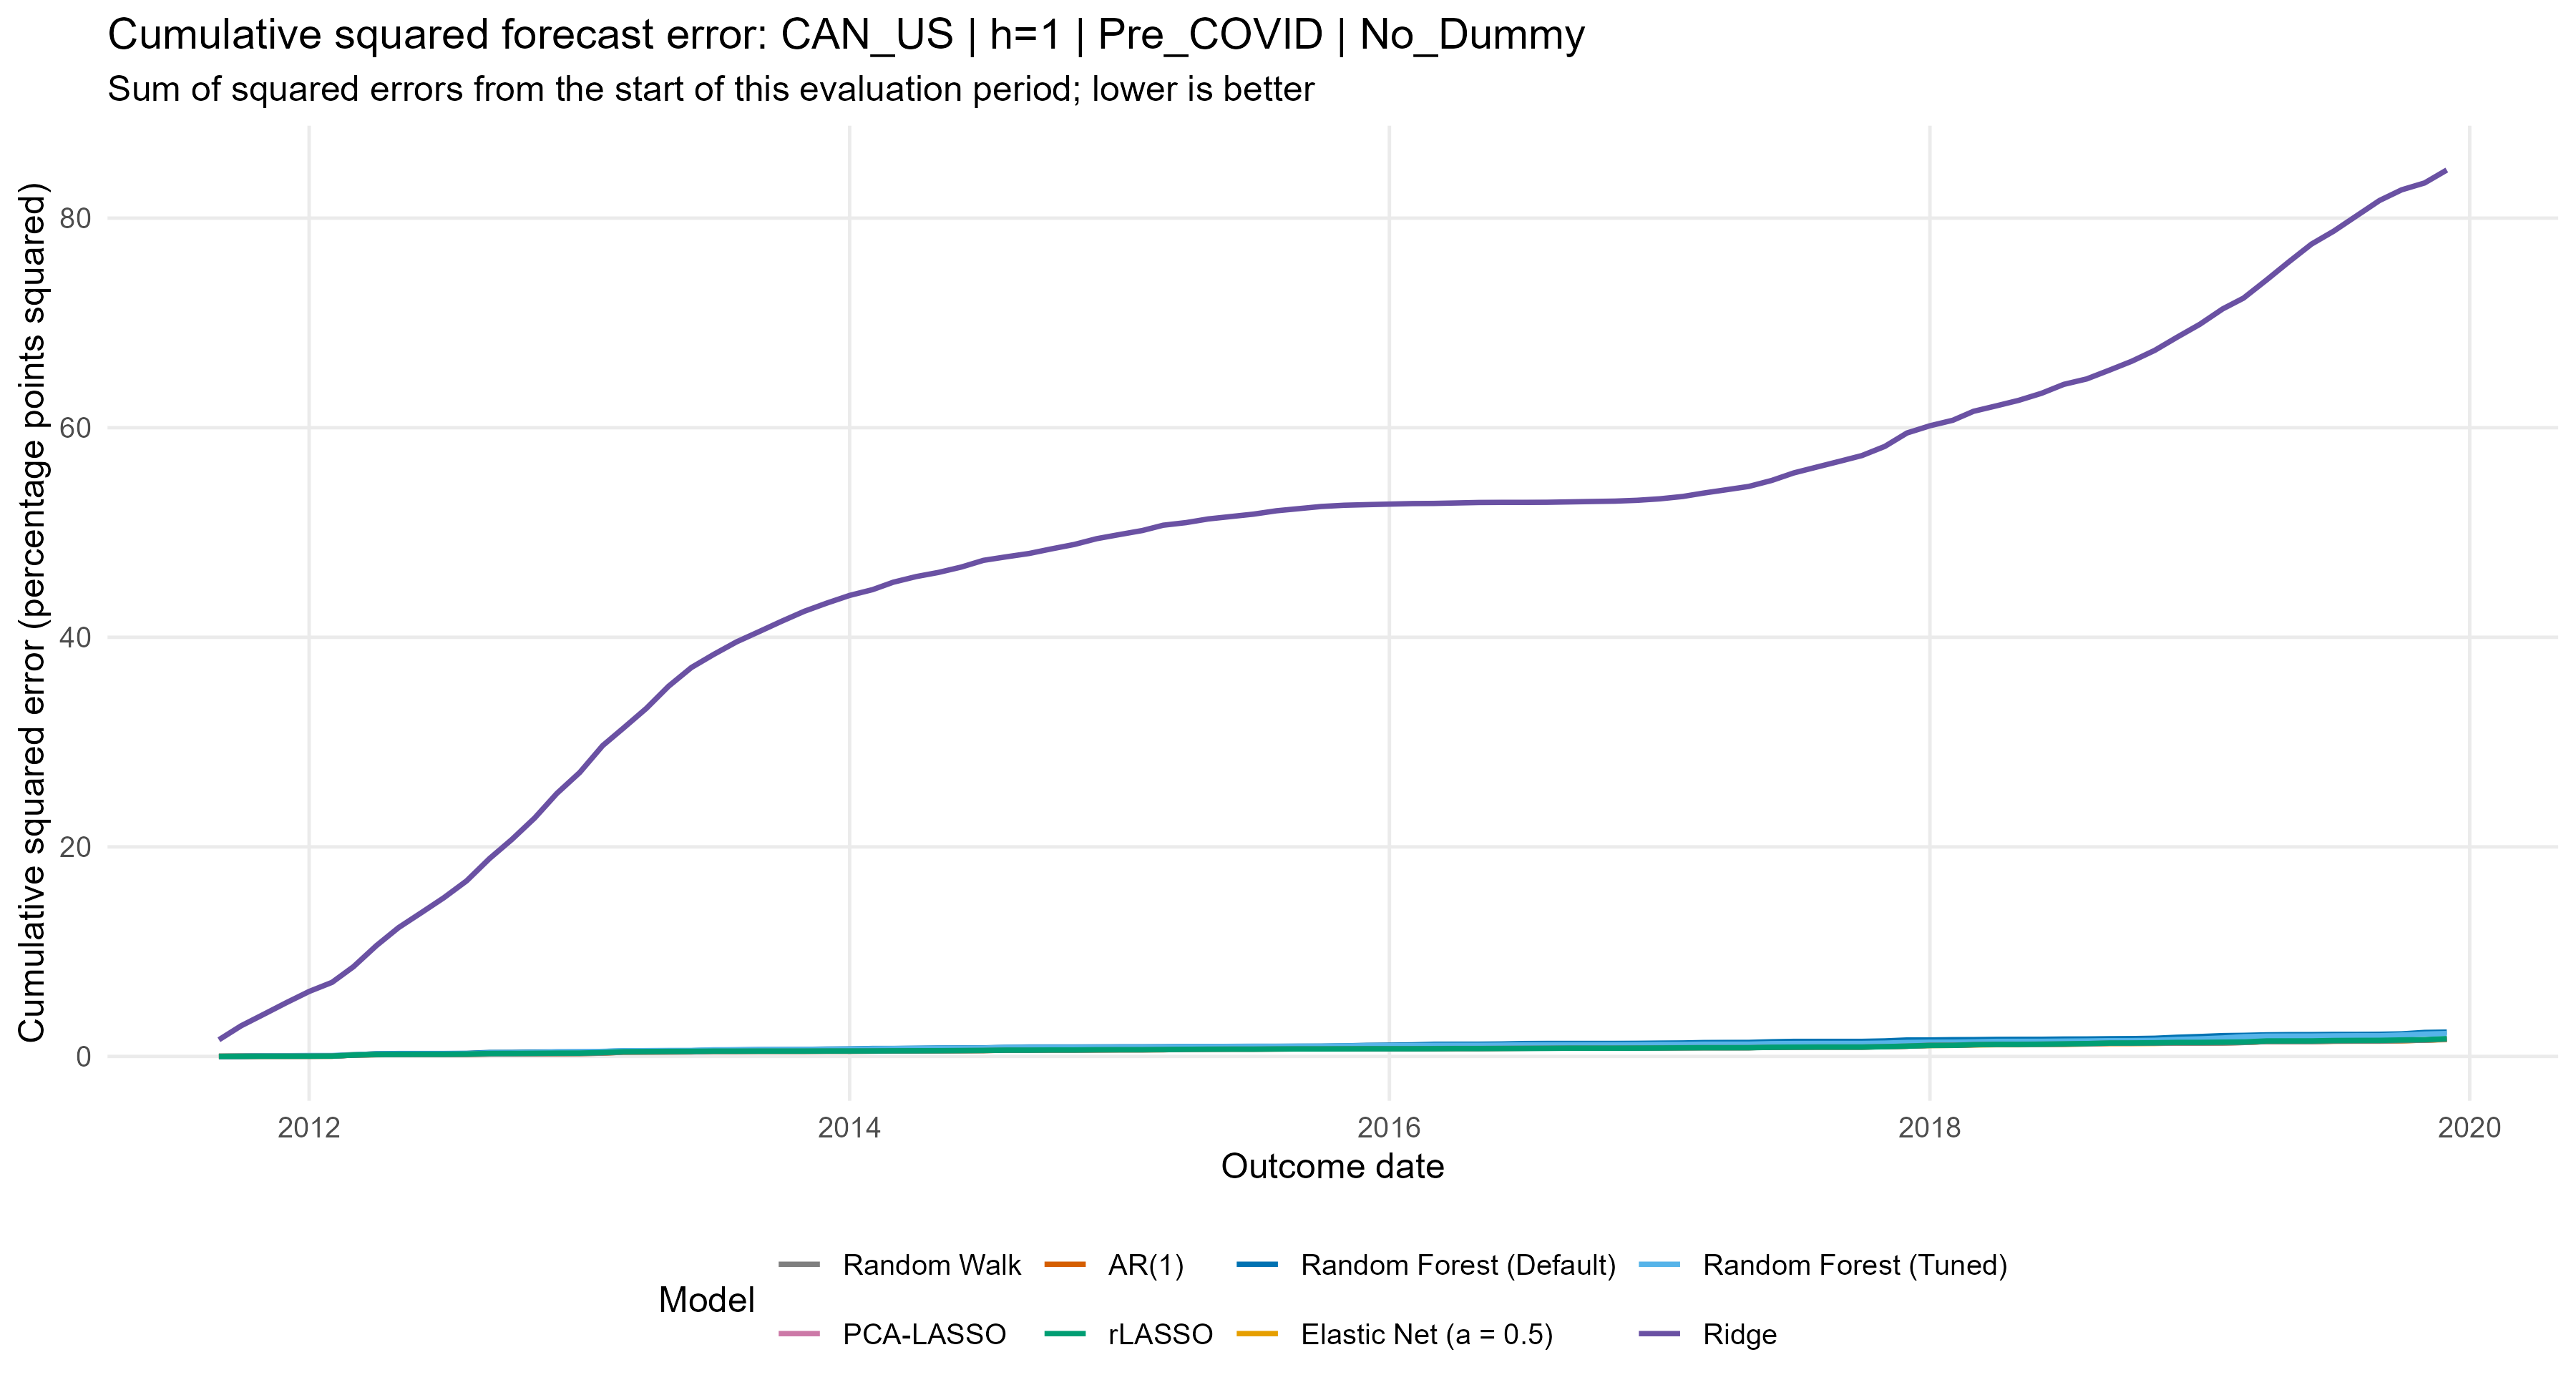 Cumulative squared forecast error: CAN_US | h=1 | Pre_COVID | No_Dummy
Sum of squared errors from the start of this evaluation period; lower is better
Cumulative squared error (percentage points squared)
80
60
40
20
0
2012 2014 2016 2018 2020
Outcome date
Model
Random Walk AR(1) Random Forest (Default) Random Forest (Tuned)
PCA-LASSO rLASSO Elastic Net (a = 0.5) Ridge